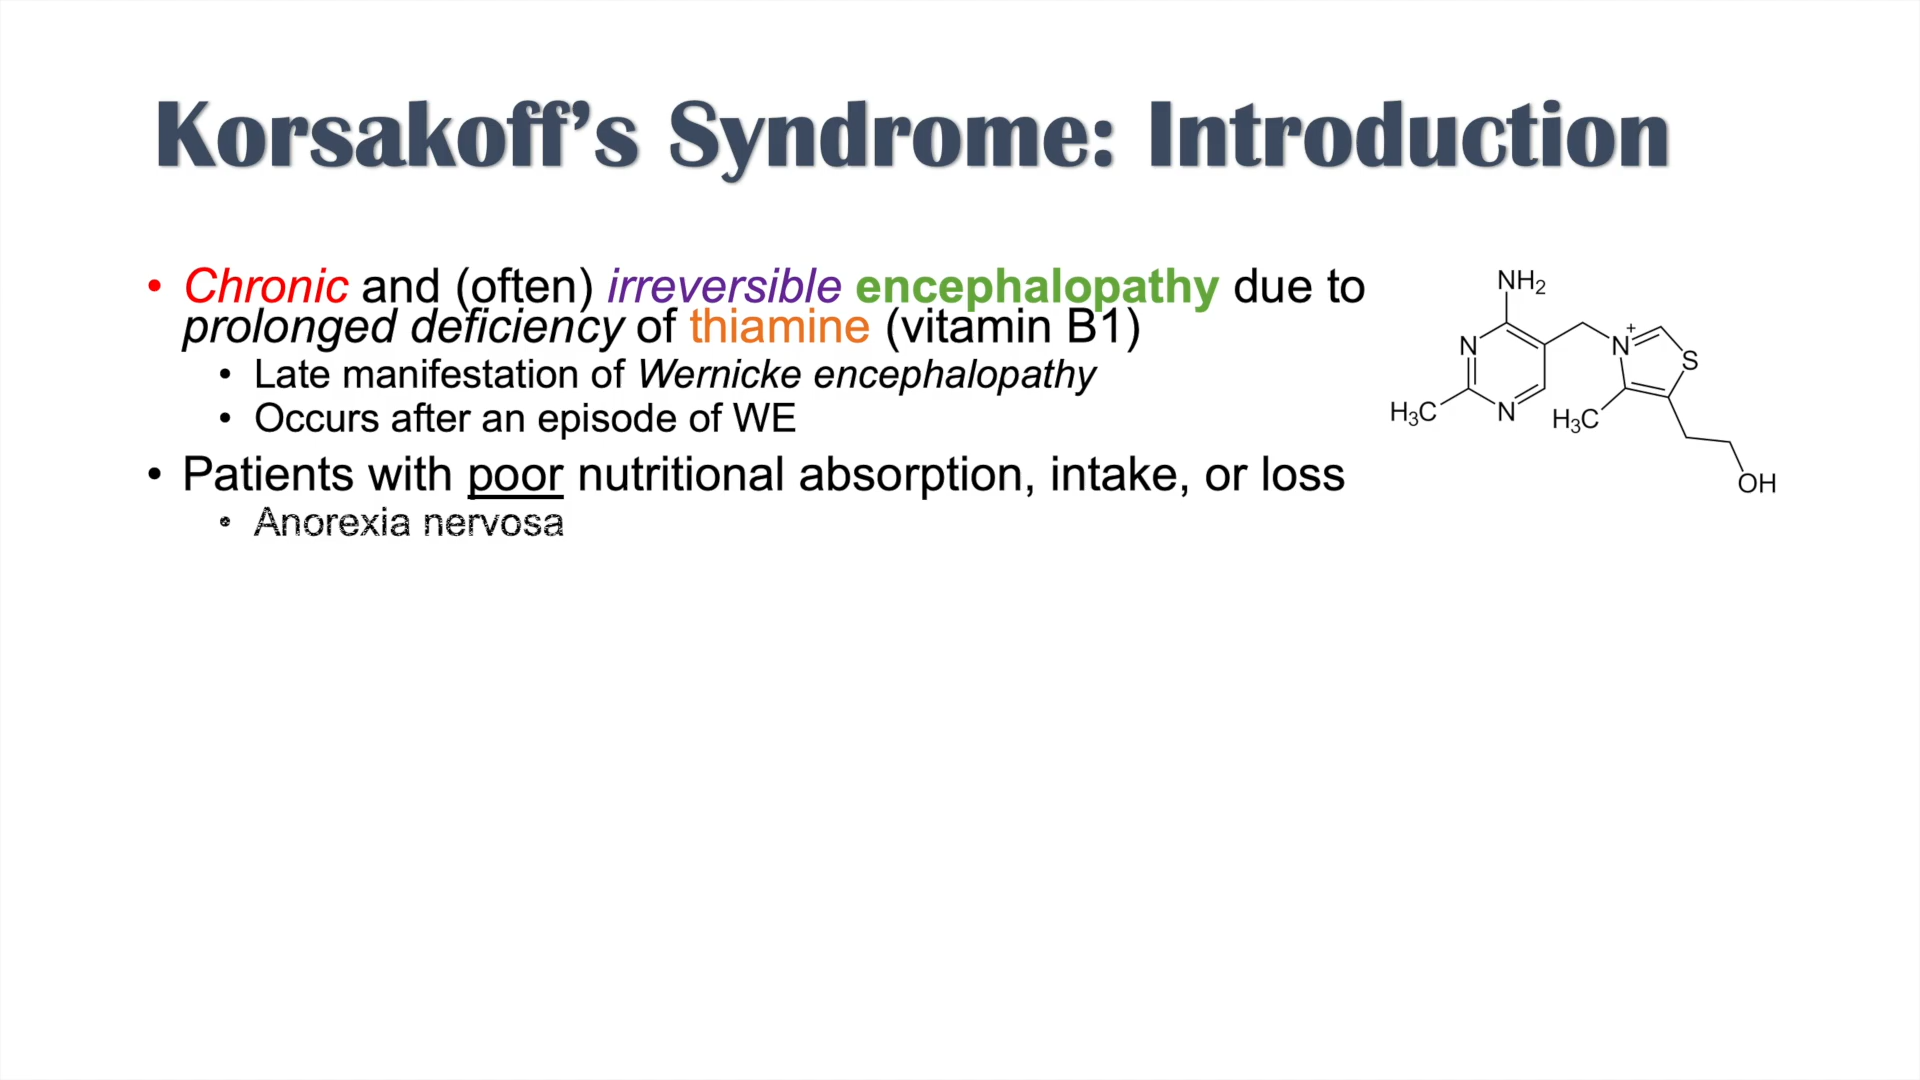 Korsakoff’s Syndrome: Introduction
• Chronic and (often) irreversible encephalopathy due to
prolonged deficiency of thiamine (vitamin B1)
• Late manifestation of Wernicke encephalopathy
• Occurs after an episode of WE
• Patients with poor nutritional absorption, intake, or loss
• Anorexia nervosa
NH₂
N
N
+
S
H₃C
N
H₃C
OH